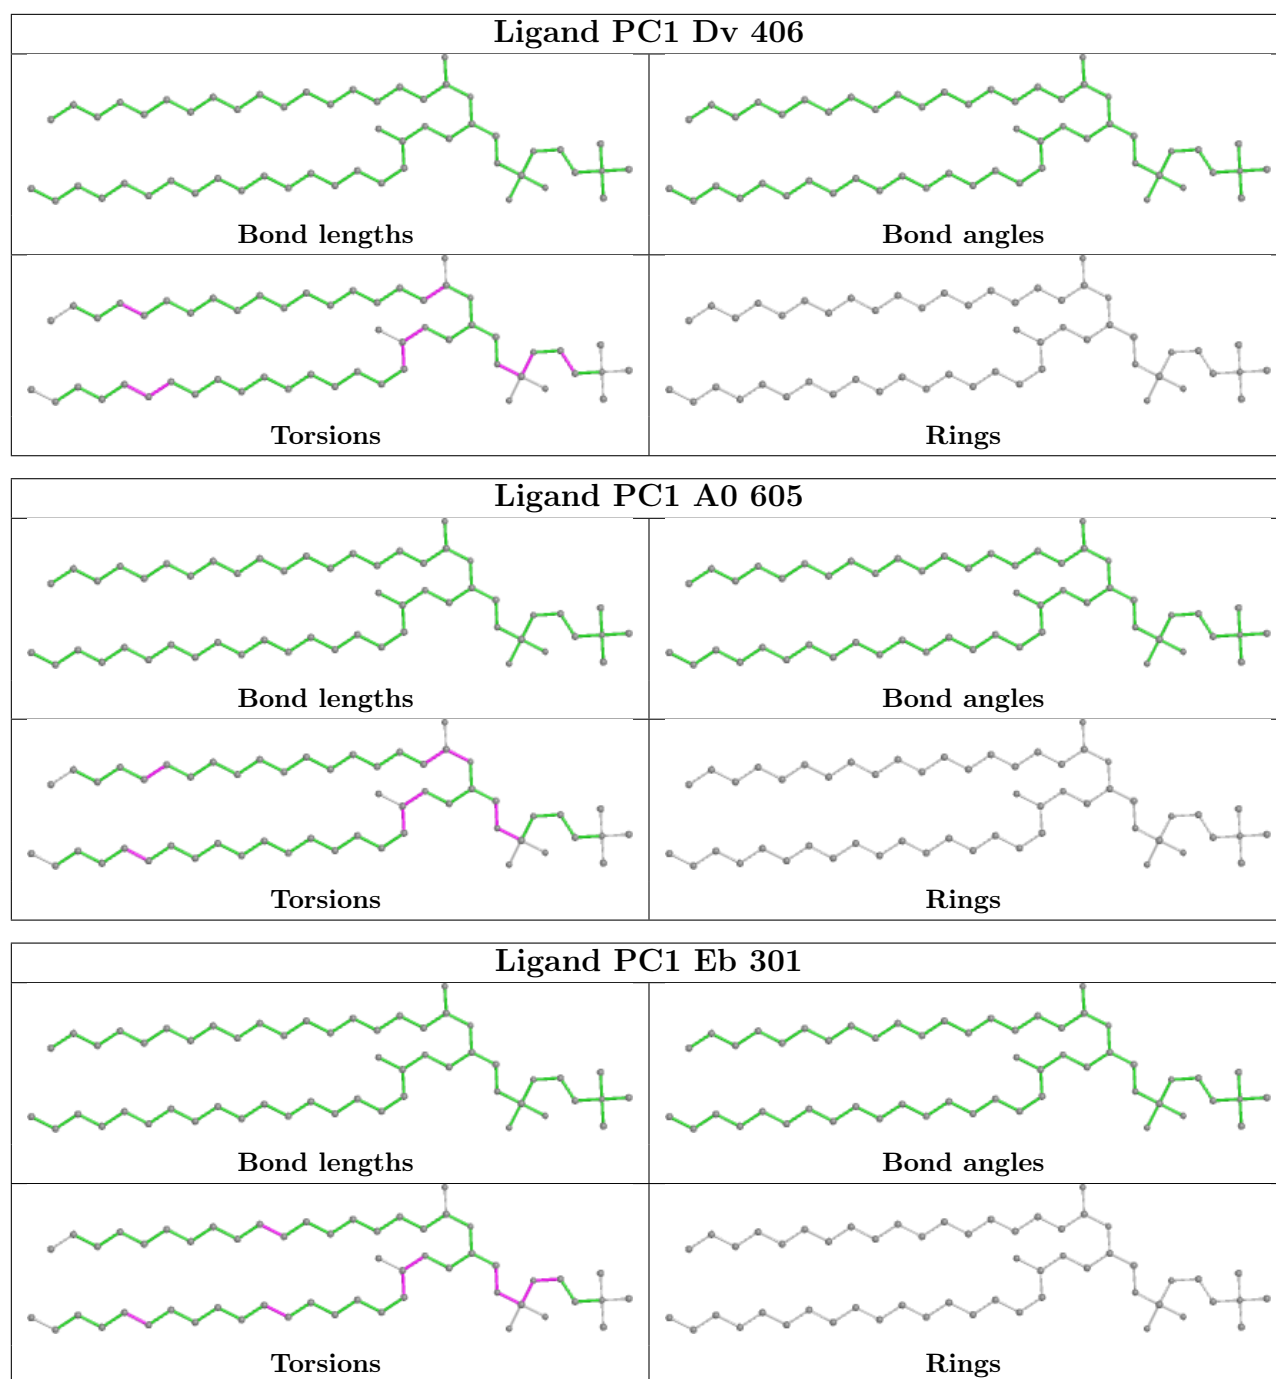 Ligand PC1 Dv 406
Bond lengths
Bond angles
Torsions
Rings
Ligand PC1 A0 605
Bond lengths
Bond angles
Torsions
Rings
Ligand PC1 Eb 301
Bond lengths
Bond angles
Torsions
Rings